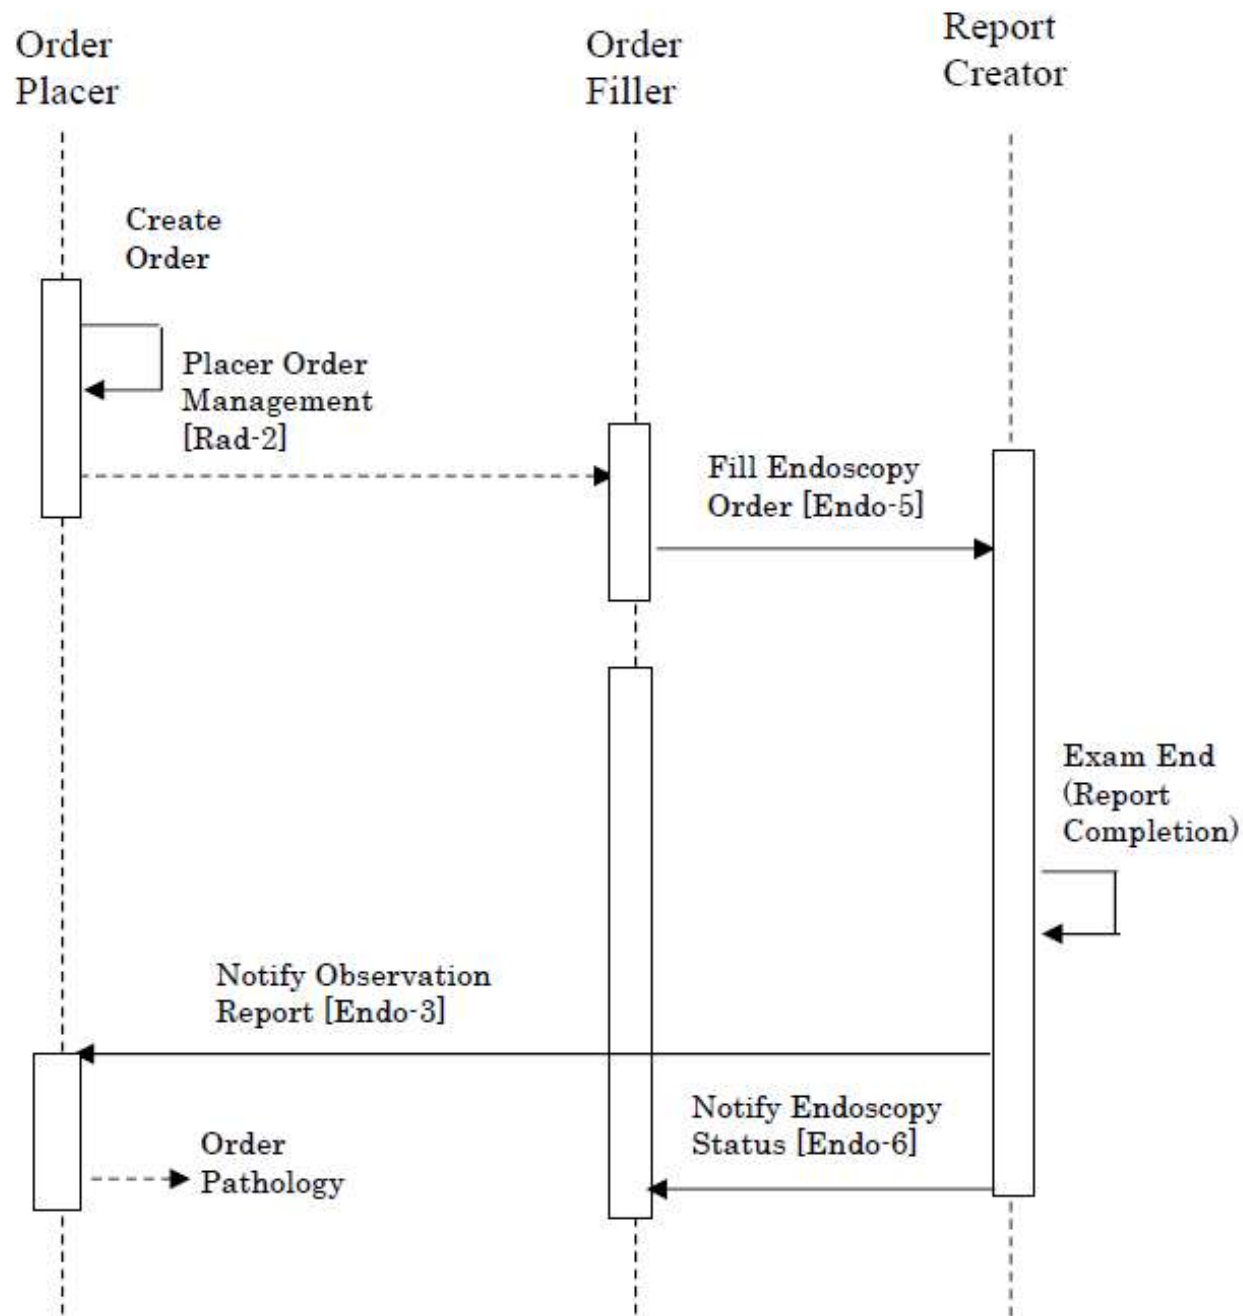 Order
Placer
Order
Filler
Report
Creator
Create
Order
Placer Order
Management
[Rad-2]
Fill Endoscopy
Order [Endo-5]
Exam End
(Report
Completion)
Notify Observation
Report [Endo-3]
Notify Endoscopy
Status [Endo-6]
Order
Pathology